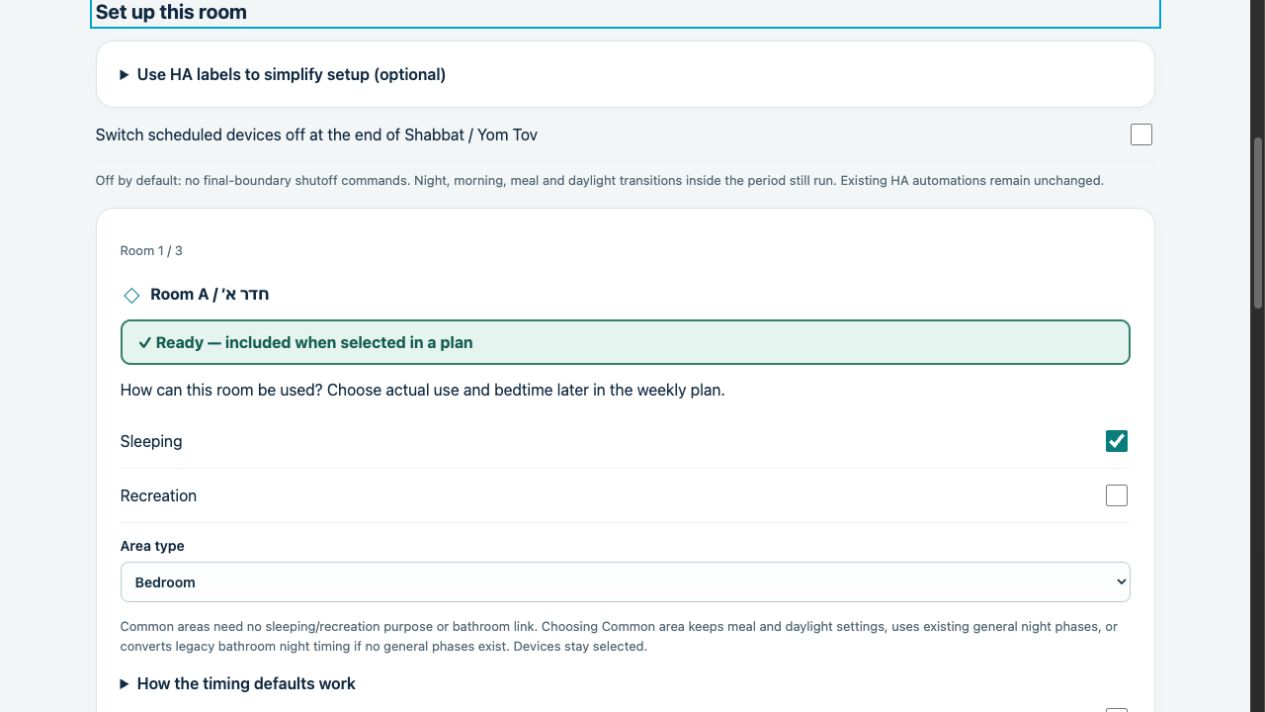 Set up this room
▶ Use HA labels to simplify setup (optional)
Switch scheduled devices off at the end of Shabbat / Yom Tov
Off by default: no final-boundary shutoff commands. Night, morning, meal and daylight transitions inside the period still run. Existing HA automations remain unchanged.
Room 1 / 3
◇ Room A / חדר א'
✓ Ready — included when selected in a plan
How can this room be used? Choose actual use and bedtime later in the weekly plan.
Sleeping
Recreation
Area type
Bedroom
Common areas need no sleeping/recreation purpose or bathroom link. Choosing Common area keeps meal and daylight settings, uses existing general night phases, or
converts legacy bathroom night timing if no general phases exist. Devices stay selected.
▶ How the timing defaults work